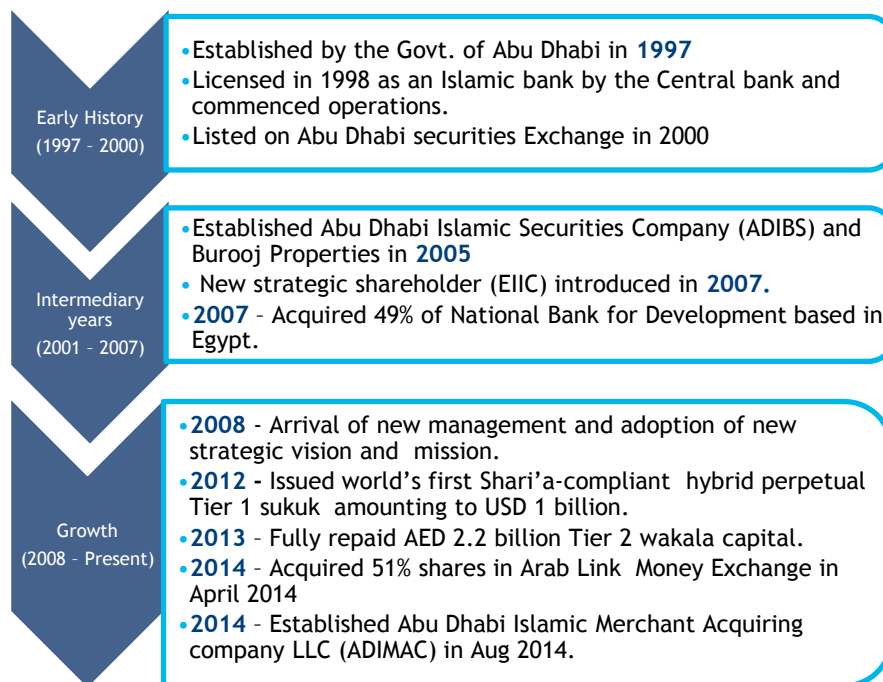 Early History
(1997 – 2000)
•Established by the Govt. of Abu Dhabi in 1997
•Licensed in 1998 as an Islamic bank by the Central bank and
commenced operations.
•Listed on Abu Dhabi securities Exchange in 2000
Intermediary
years
(2001 – 2007)
•Established Abu Dhabi Islamic Securities Company (ADIBS) and
Burooj Properties in 2005
• New strategic shareholder (EIIC) introduced in 2007.
•2007 – Acquired 49% of National Bank for Development based in
Egypt.
Growth
(2008 – Present)
•2008 - Arrival of new management and adoption of new
strategic vision and  mission.
•2012 - Issued world’s first Shari’a-compliant  hybrid perpetual
Tier 1 sukuk  amounting to USD 1 billion.
•2013 – Fully repaid AED 2.2 billion Tier 2 wakala capital.
•2014 – Acquired 51% shares in Arab Link  Money Exchange in
April 2014
•2014 – Established Abu Dhabi Islamic Merchant Acquiring
company LLC (ADIMAC) in Aug 2014.